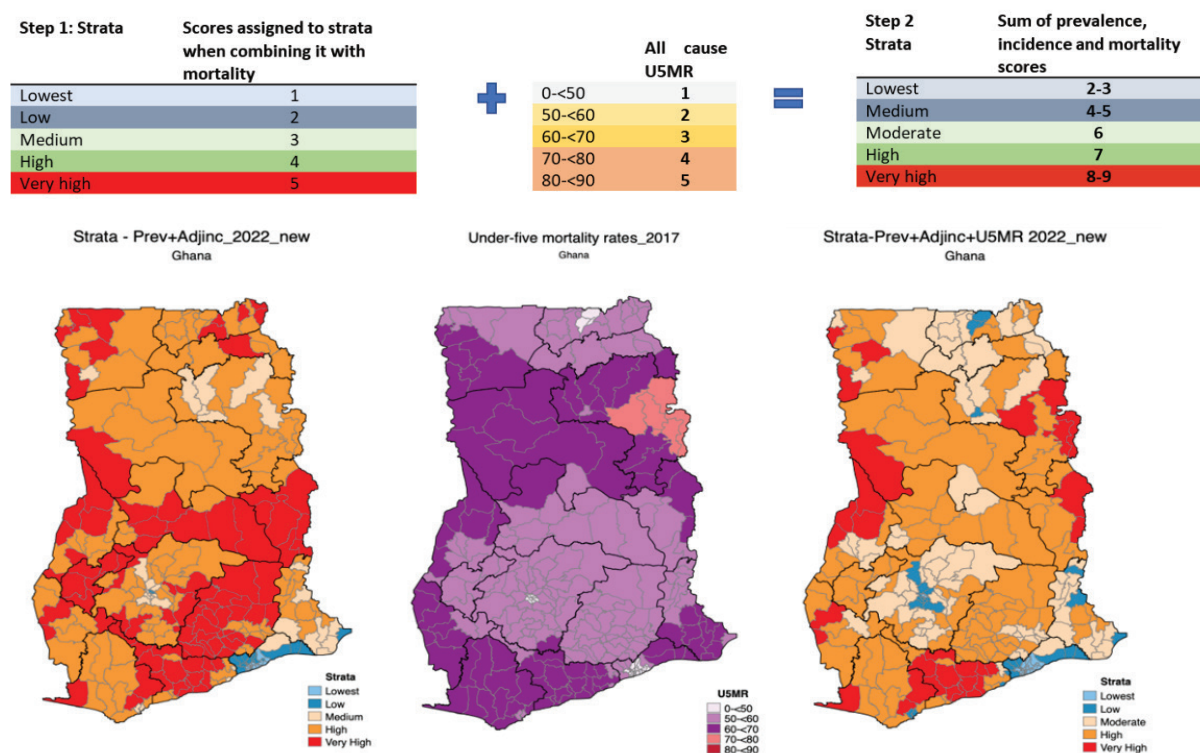 Step 1: Strata
Scores assigned to strata
when combining it with
mortality
Lowest 1
Low 2
Medium 3
High 4
Very high 5
All cause
U5MR
0-<50 1
50-<60 2
60-<70 3
70-<80 4
80-<90 5
Step 2
Strata
Sum of prevalence,
incidence and mortality
scores
Lowest 2-3
Medium 4-5
Moderate 6
High 7
Very high 8-9
Strata - Prev+Adjinc_2022_new
Ghana
Strata
Lowest
Low
Medium
High
Very High
Under-five mortality rates_2017
Ghana
U5MR
0-<50
50-<60
60-<70
70-<80
80-<90
Strata-Prev+Adjinc+U5MR 2022_new
Ghana
Strata
Lowest
Low
Moderate
High
Very High